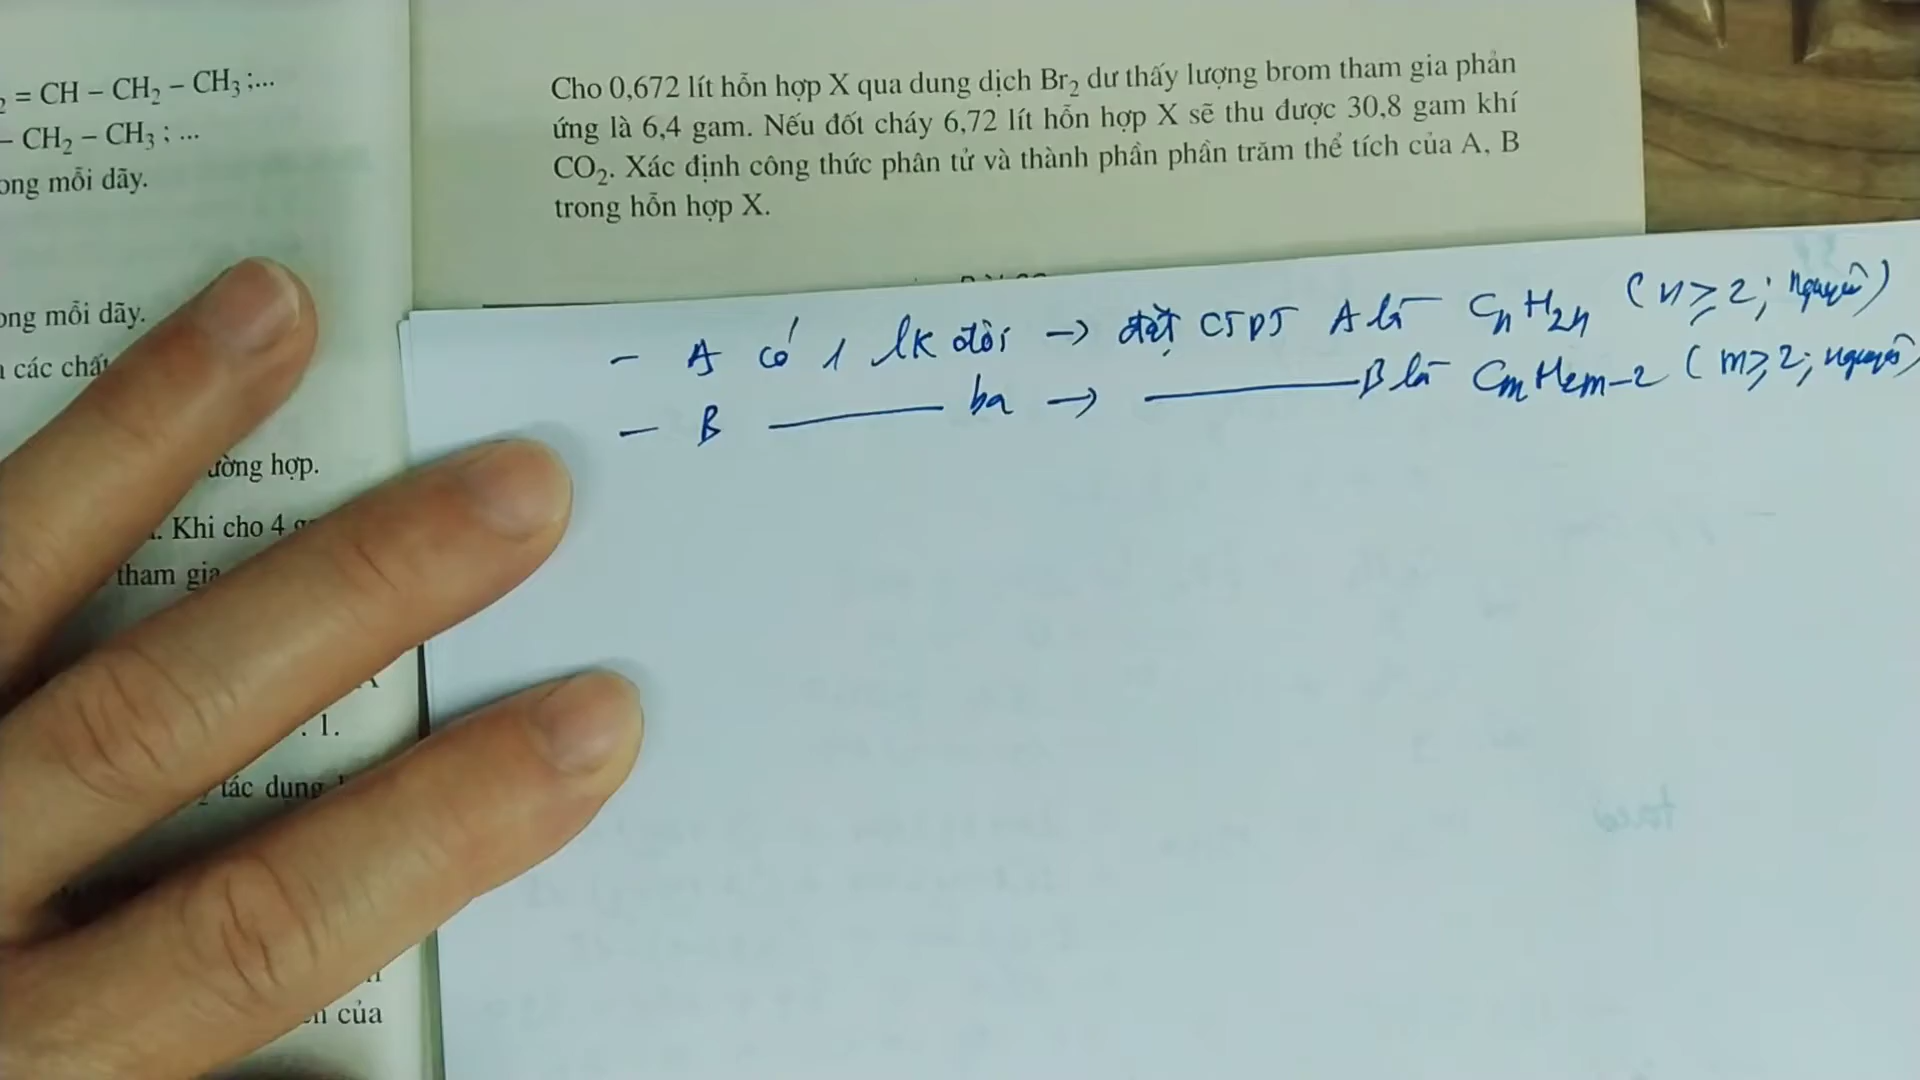 ₂ = CH – CH₂ – CH₃ ;...
– CH₂ – CH₃ ; ...
ong mỗi dãy.
ong mỗi dãy.
các chất
ường hợp.
. Khi cho 4
tham gia
: 1.
tác dụng
của
Cho 0,672 lít hỗn hợp X qua dung dịch Br₂ dư thấy lượng brom tham gia phản
ứng là 6,4 gam. Nếu đốt cháy 6,72 lít hỗn hợp X sẽ thu được 30,8 gam khí
CO₂. Xác định công thức phân tử và thành phần phần trăm thể tích của A, B
trong hỗn hợp X.
– A có 1 lk đôi → đặt CTPT A là CnH2n (n ≥ 2; nguyên)
– B —— ba → —— B là CmH2m-2 (m ≥ 2; nguyên)